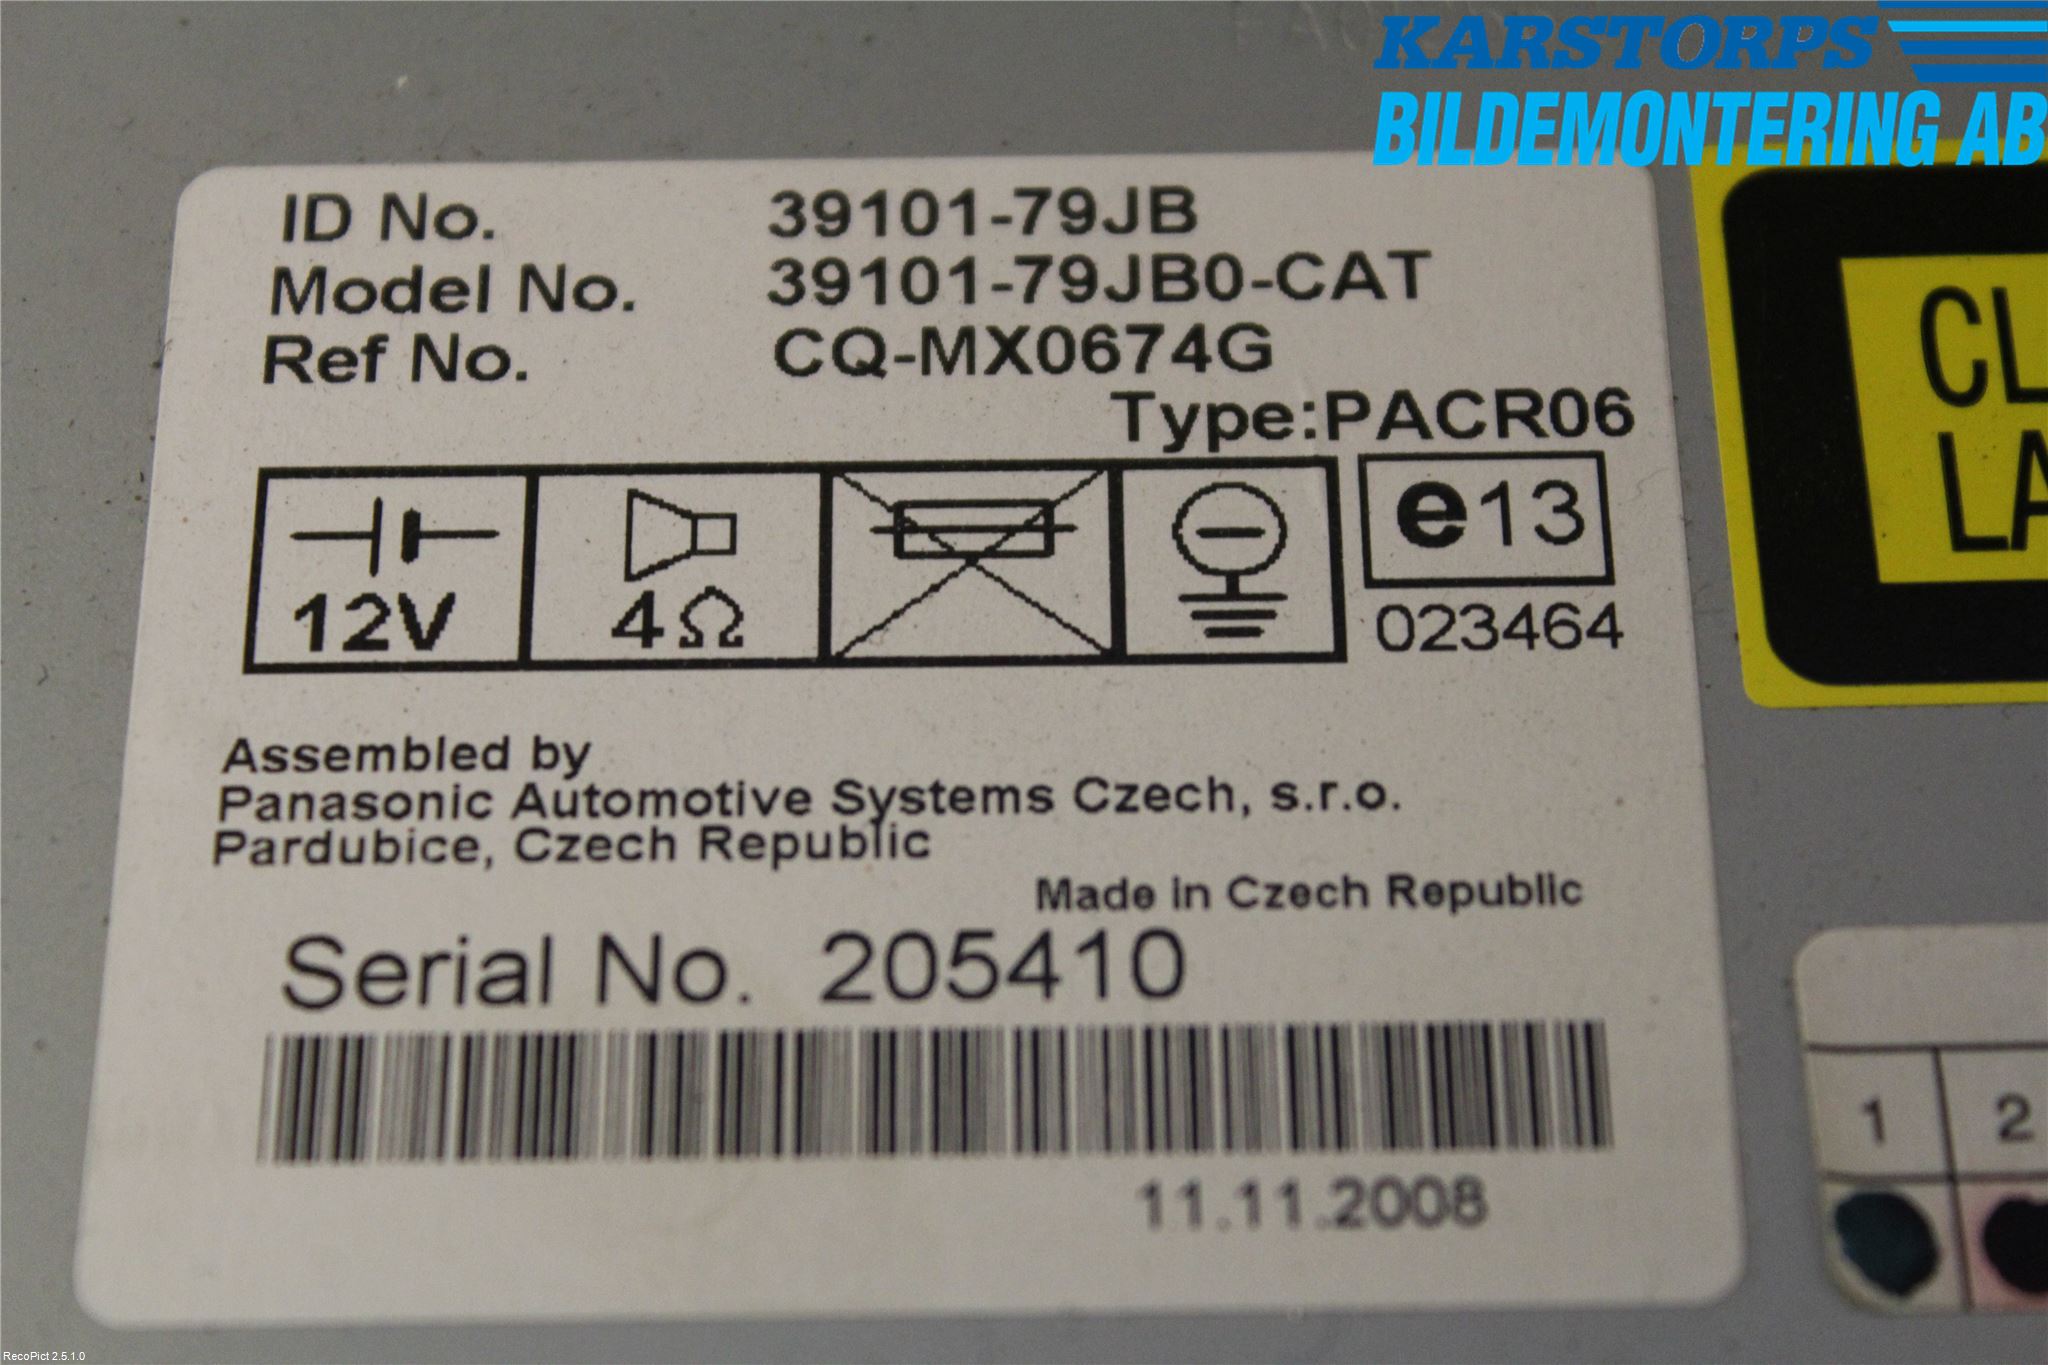 KARSTORPS
BILDEMONTERING AB
ID No. 39101-79JB
Model No. 39101-79JB0-CAT
Ref No. CQ-MX0674G
Type:PACR06
12V 4Ω e13
023464
Assembled by
Panasonic Automotive Systems Czech, s.r.o.
Pardubice, Czech Republic
Made in Czech Republic
Serial No. 205410
11.11.2008
CL
LA
1 2
RecoPict 2.5.1.0